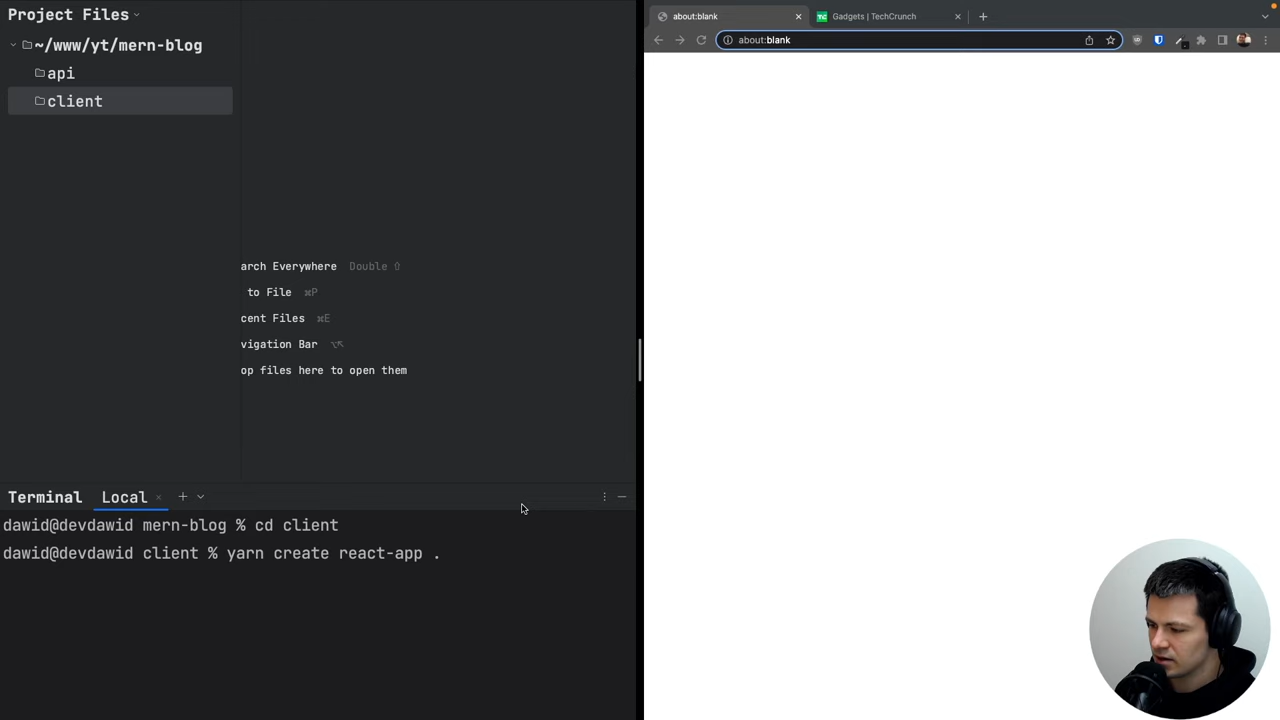 Project Files
~/www/yt/mern-blog
api
client
arch Everywhere Double ⇧
to File ⌘P
cent Files ⌘E
vigation Bar ⌥↖
op files here to open them
Terminal Local × +
dawid@devdawid mern-blog % cd client
dawid@devdawid client % yarn create react-app .
about:blank
Gadgets | TechCrunch
about:blank